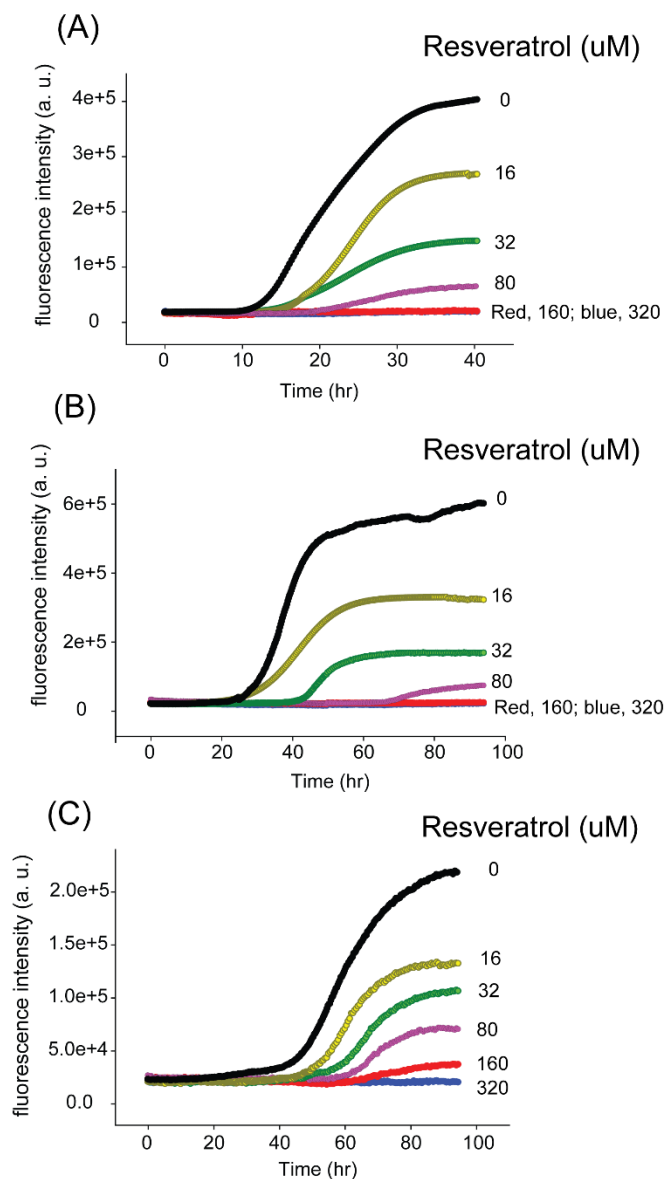 (A)
Resveratrol (uM)
fluorescence intensity (a. u.)
4e+5
3e+5
2e+5
1e+5
0
0
16
32
80
Red, 160; blue, 320
0 10 20 30 40
Time (hr)
(B)
Resveratrol (uM)
fluorescence intensity (a. u.)
6e+5
4e+5
2e+5
0
0
16
32
80
Red, 160; blue, 320
0 20 40 60 80 100
Time (hr)
(C)
Resveratrol (uM)
fluorescence intensity (a. u.)
2.0e+5
1.5e+5
1.0e+5
5.0e+4
0.0
0
16
32
80
160
320
0 20 40 60 80 100
Time (hr)